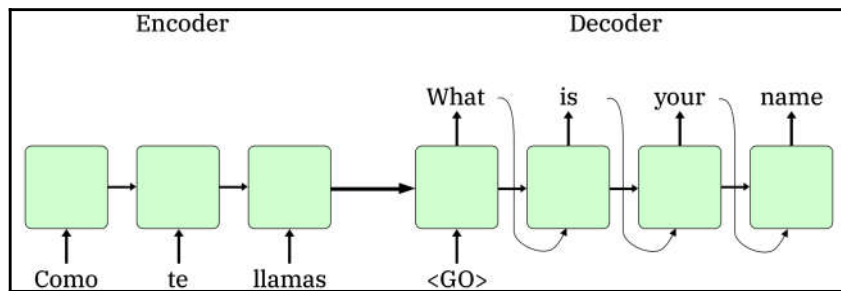 Encoder Decoder
What is your name
Como te llamas <GO>